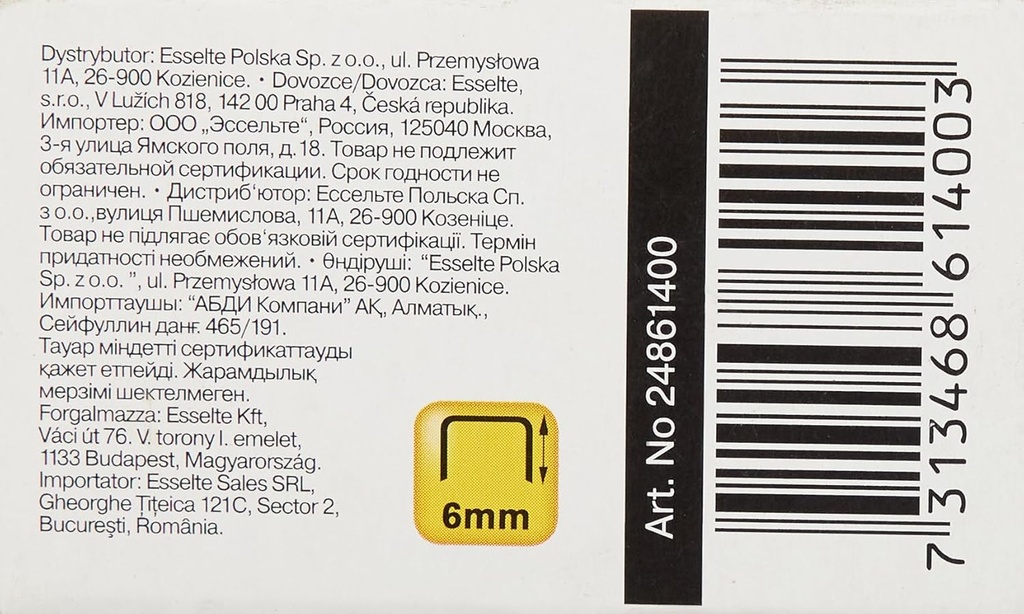 Dystrybutor: Esselte Polska Sp. z o.o., ul. Przemysłowa
11A, 26-900 Kozienice. • Dovozce/Dovozca: Esselte,
s.r.o., V Lužích 818, 142 00 Praha 4, Česká republika.
Импортер: ООО „Эссельте“, Россия, 125040 Москва,
3-я улица Ямского поля, д.18. Товар не подлежит
обязательной сертификации. Срок годности не
ограничен. • Дистриб‘ютор: Ессельте Польска Сп.
з о.о.,вулиця Пшемислова, 11А, 26-900 Козеніце.
Товар не підлягає обов‘язковій сертифікації. Термін
придатності необмежений. • Өндіруші: “Esselte Polska
Sp. z o.o. ”, ul. Przemysłowa 11A, 26-900 Kozienice.
Импорттаушы: “АБДИ Компани” АҚ, Алматық.,
Сейфуллин даңғ. 465/191.
Тауар міндетті сертификаттауды
қажет етпейді. Жарамдылық
мерзімі шектелмеген.
Forgalmazza: Esselte Kft,
Váci út 76. V. torony I. emelet,
1133 Budapest, Magyarország.
Importator: Esselte Sales SRL,
Gheorghe Țițeica 121C, Sector 2,
București, România.
6mm
Art. No 24861400
7 313468 614003